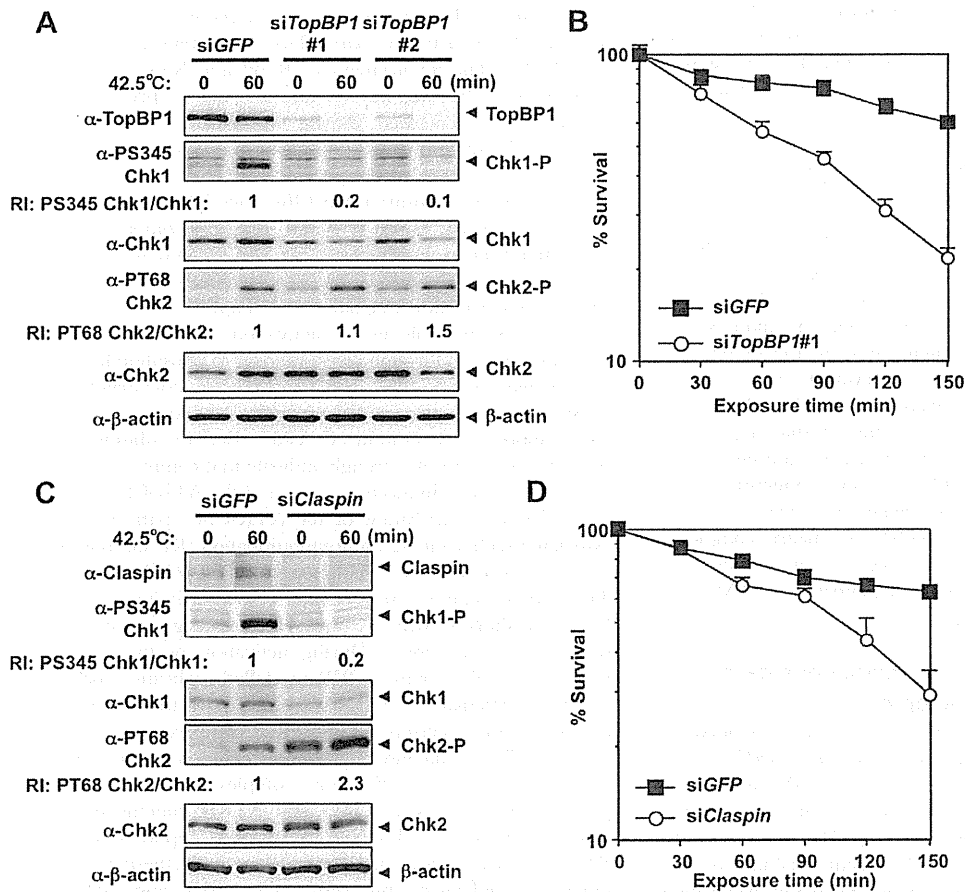 A
siGFP siTopBP1 #1 siTopBP1 #2
42.5°C: 0 60 0 60 0 60 (min)
α-TopBP1 TopBP1
α-PS345 Chk1 Chk1-P
RI: PS345 Chk1/Chk1: 1 0.2 0.1
α-Chk1 Chk1
α-PT68 Chk2 Chk2-P
RI: PT68 Chk2/Chk2: 1 1.1 1.5
α-Chk2 Chk2
α-β-actin β-actin
B
% Survival
100
10
siGFP
siTopBP1#1
0 30 60 90 120 150
Exposure time (min)
C
siGFP siClaspin
42.5°C: 0 60 0 60 (min)
α-Claspin Claspin
α-PS345 Chk1 Chk1-P
RI: PS345 Chk1/Chk1: 1 0.2
α-Chk1 Chk1
α-PT68 Chk2 Chk2-P
RI: PT68 Chk2/Chk2: 1 2.3
α-Chk2 Chk2
α-β-actin β-actin
D
% Survival
100
10
siGFP
siClaspin
0 30 60 90 120 150
Exposure time (min)